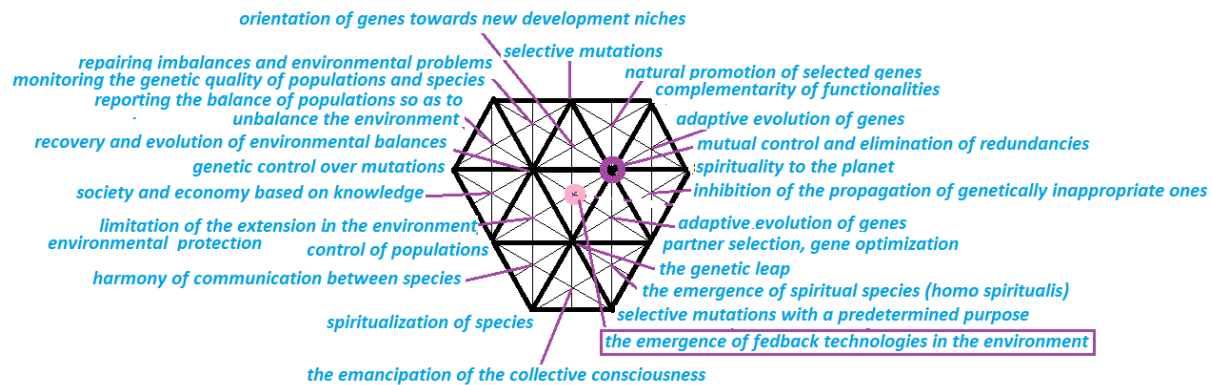 orientation of genes towards new development niches
selective mutations
repairing imbalances and environmental problems
natural promotion of selected genes
monitoring the genetic quality of populations and species
complementarity of functionalities
reporting the balance of populations so as to
unbalance the environment
adaptive evolution of genes
recovery and evolution of environmental balances
mutual control and elimination of redundancies
genetic control over mutations
spirituality to the planet
society and economy based on knowledge
inhibition of the propagation of genetically inappropriate ones
limitation of the extension in the environment
adaptive evolution of genes
environmental protection
control of populations
partner selection, gene optimization
the genetic leap
harmony of communication between species
the emergence of spiritual species (homo spiritualis)
selective mutations with a predetermined purpose
spiritualization of species
the emergence of fedback technologies in the environment
the emancipation of the collective consciousness